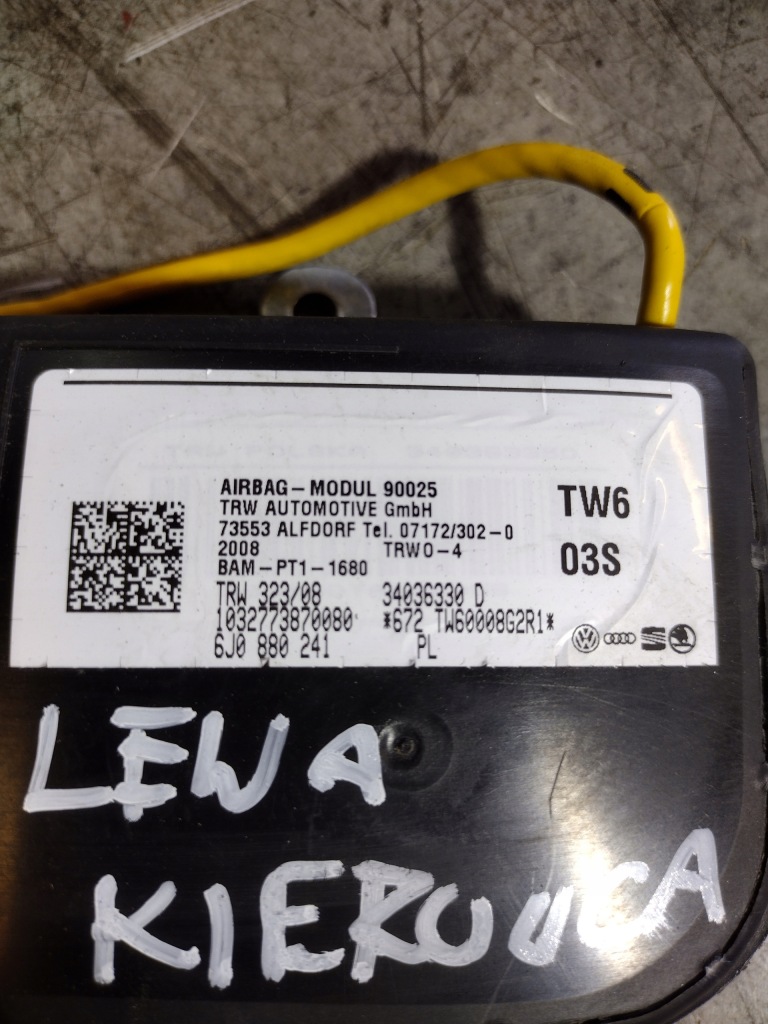 AIRBAG-MODUL 90025
TRW AUTOMOTIVE GmbH
73553 ALFDORF Tel. 07172/302-0
2008 TRWO-4
BAM-PT1-1680
TRW 323/08 34036330 D
1032773870080 *672 TW60008G2R1*
6J0 880 241 PL
TW6
03S
LEWA
KIEROWCA